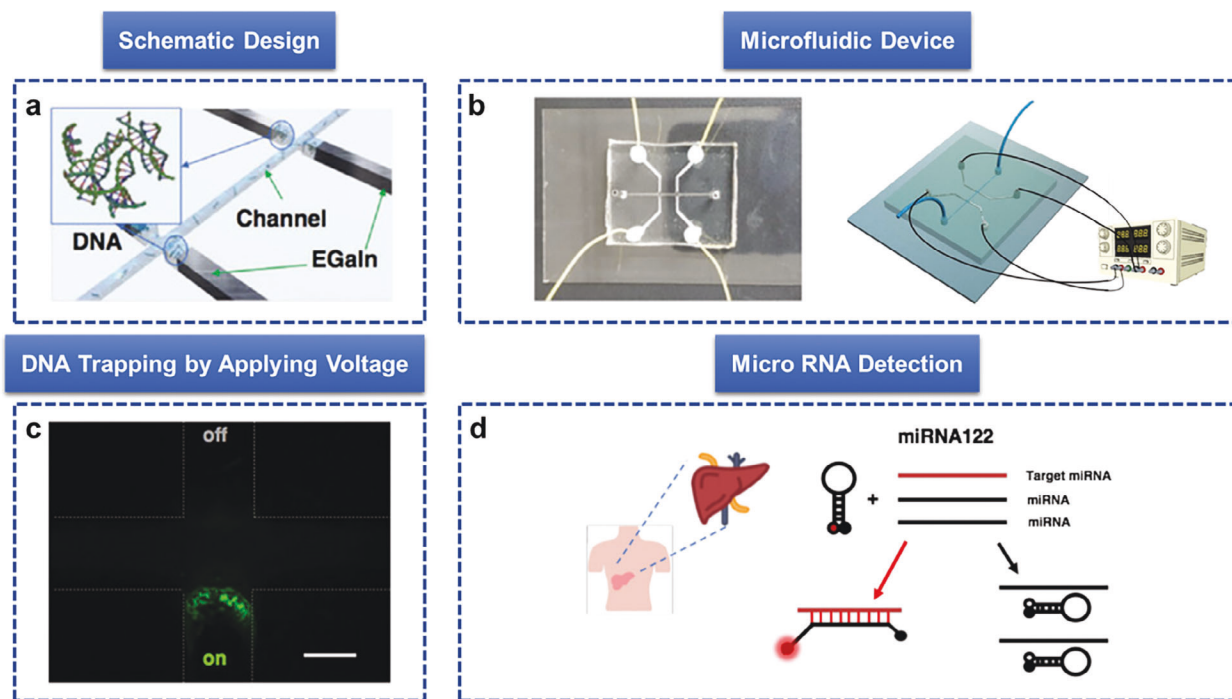 Schematic Design
Microfluidic Device
a
DNA
Channel
EGaIn
b
DNA Trapping by Applying Voltage
Micro RNA Detection
c
off
on
d
miRNA122
+
Target miRNA
miRNA
miRNA